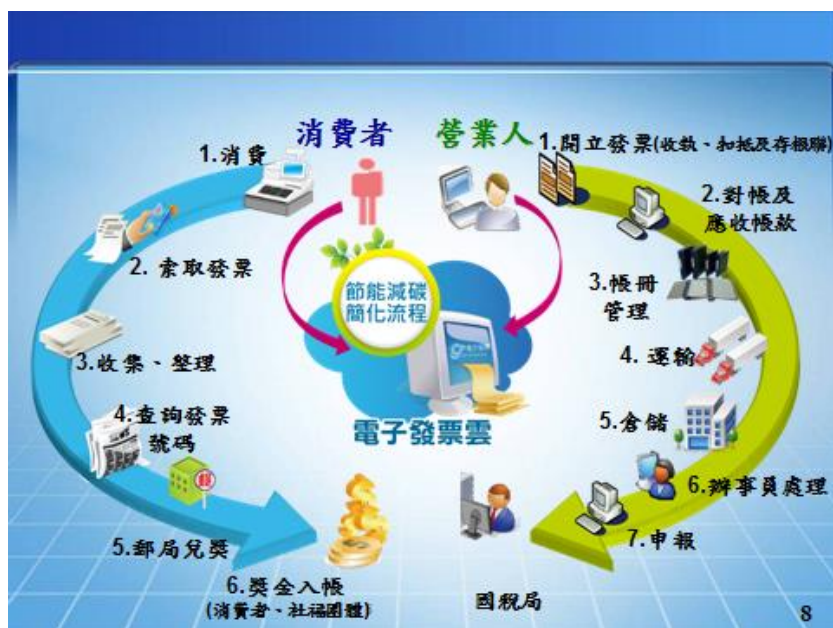 消費者
1.消費
2. 索取發票
3.收集、整理
4.查詢發票
號碼
5.郵局兌獎
6.獎金入帳
(消費者、社福團體)
營業人
1.開立發票(收執、扣抵及存根聯)
2.對帳及
應收帳款
3.帳冊
管理
4. 運輸
5.倉儲
6.辦事員處理
7.申報
國稅局
節能減碳
簡化流程
電子發票雲
8